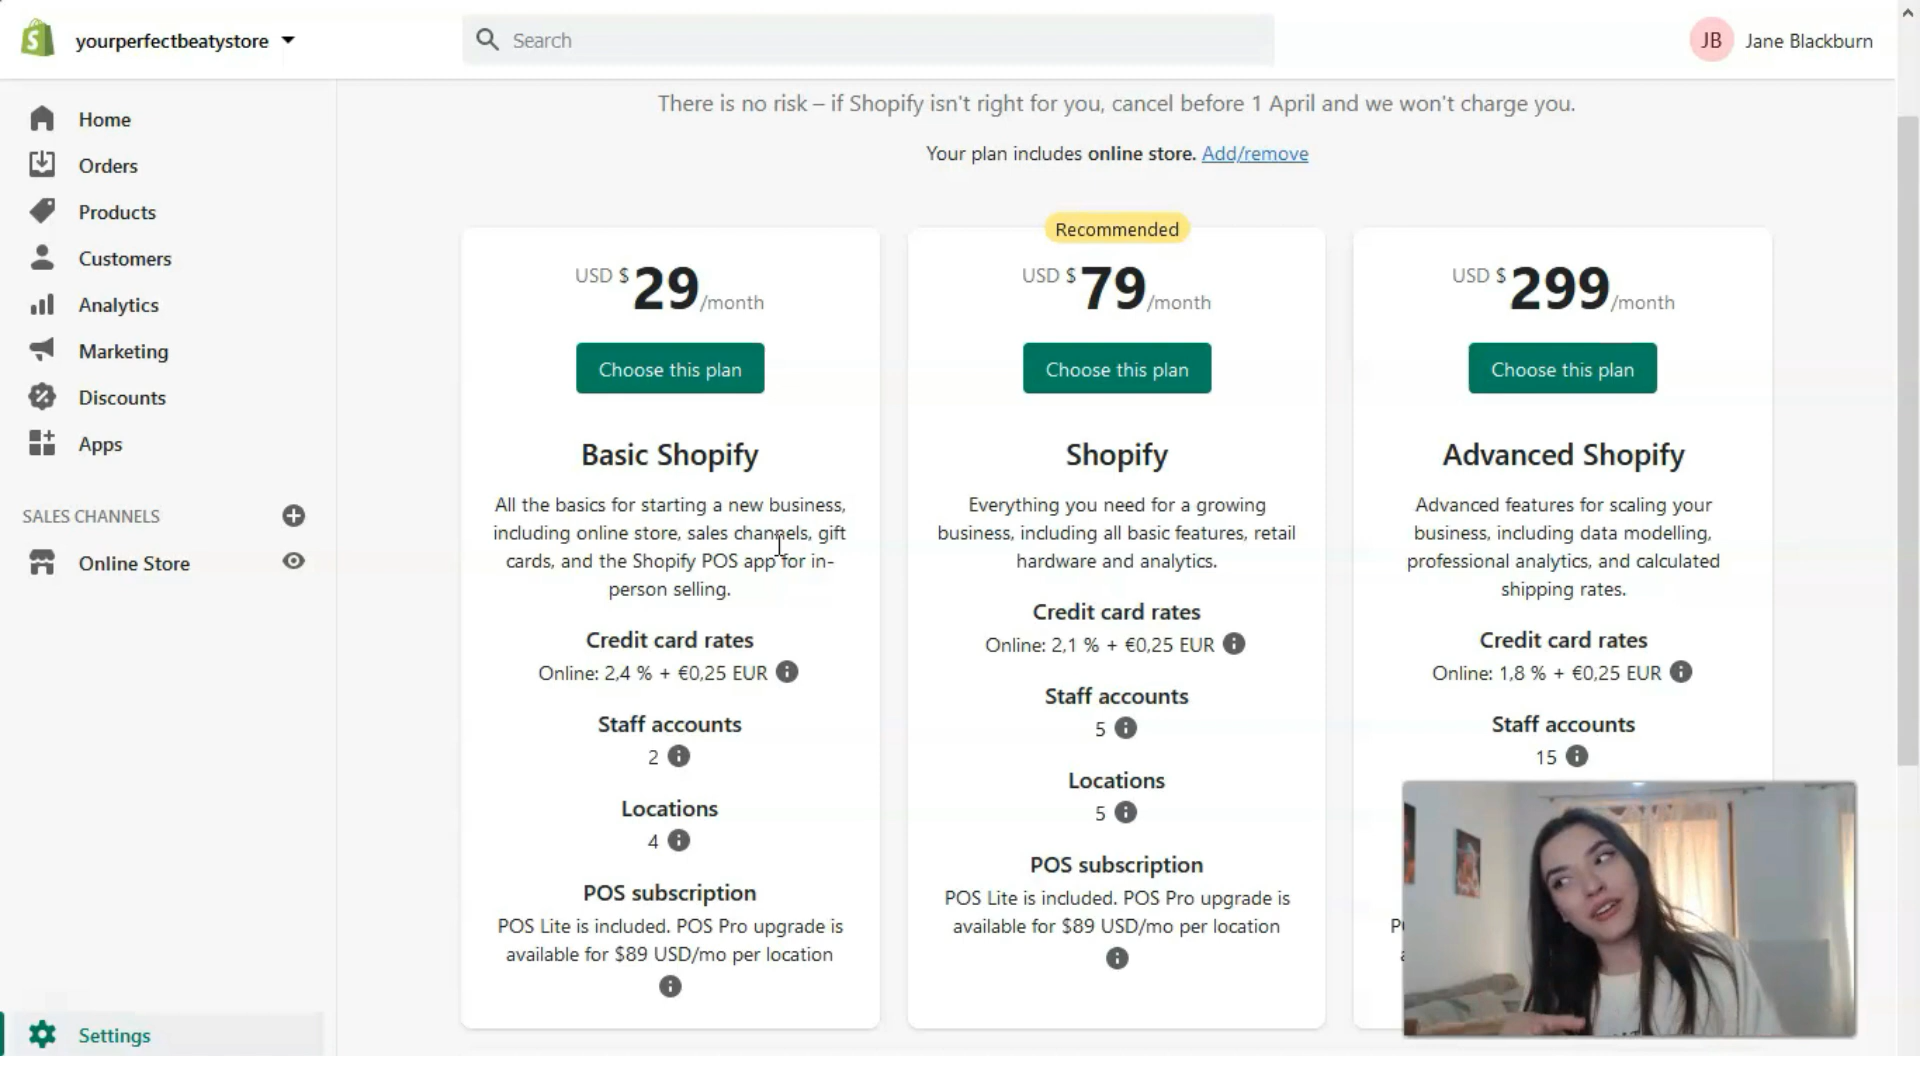 yourperfectbeatystore
Search
JB
Jane Blackburn
Home
Orders
Products
Customers
Analytics
Marketing
Discounts
Apps
SALES CHANNELS
Online Store
Settings
There is no risk – if Shopify isn't right for you, cancel before 1 April and we won't charge you.
Your plan includes online store. Add/remove
USD $ 29 /month
Choose this plan
Basic Shopify
All the basics for starting a new business,
including online store, sales channels, gift
cards, and the Shopify POS app for in-
person selling.
Credit card rates
Online: 2,4 % + €0,25 EUR
Staff accounts
2
Locations
4
POS subscription
POS Lite is included. POS Pro upgrade is
available for $89 USD/mo per location
Recommended
USD $ 79 /month
Choose this plan
Shopify
Everything you need for a growing
business, including all basic features, retail
hardware and analytics.
Credit card rates
Online: 2,1 % + €0,25 EUR
Staff accounts
5
Locations
5
POS subscription
POS Lite is included. POS Pro upgrade is
available for $89 USD/mo per location
USD $ 299 /month
Choose this plan
Advanced Shopify
Advanced features for scaling your
business, including data modelling,
professional analytics, and calculated
shipping rates.
Credit card rates
Online: 1,8 % + €0,25 EUR
Staff accounts
15